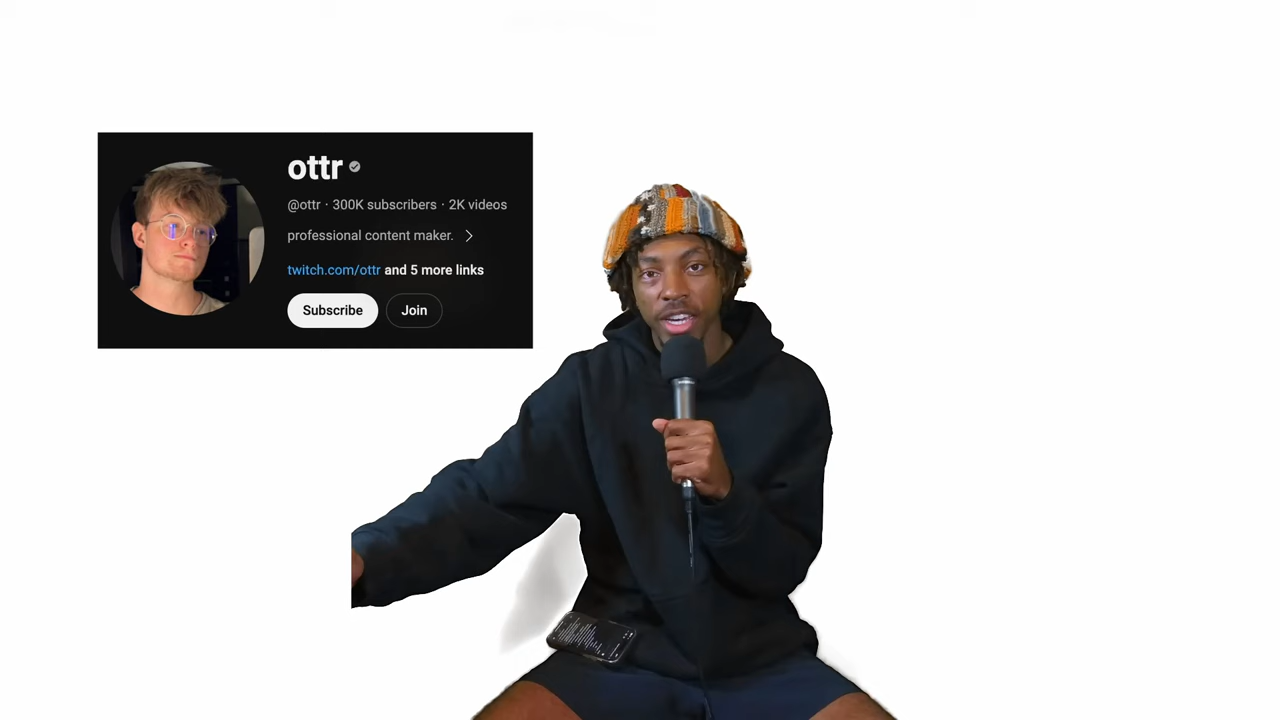 ottr
@ottr · 300K subscribers · 2K videos
professional content maker.
twitch.com/ottr and 5 more links
Subscribe
Join